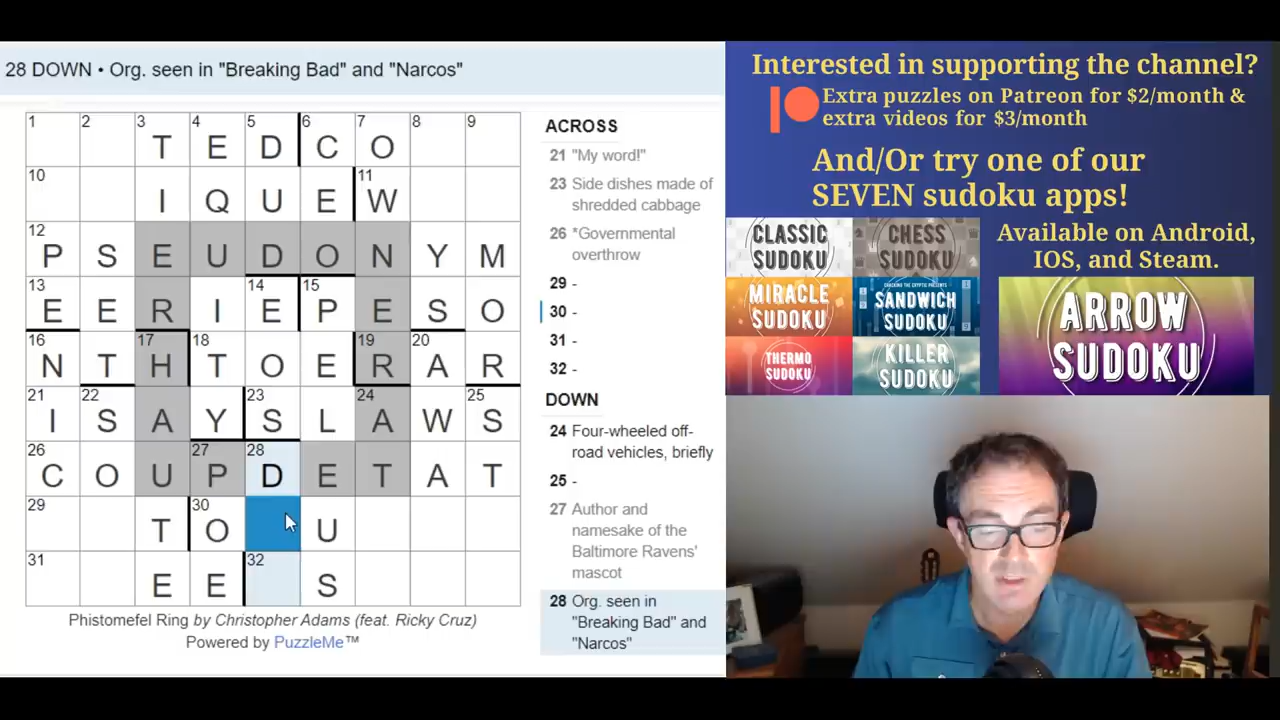 28 DOWN • Org. seen in "Breaking Bad" and "Narcos"
1 2 3 4 5 6 7 8 9
T E D C O
10 11
I Q U E W
12
P S E U D O N Y M
13 14 15
E E R I E P E S O
16 17 18 19 20
N T H T O E R A R
21 22 23 24 25
I S A Y S L A W S
26 27 28
C O U P D E T A T
29 30
T O U
31 32
E E S
Phistomefel Ring by Christopher Adams (feat. Ricky Cruz)
Powered by PuzzleMe™
ACROSS
21 "My word!"
23 Side dishes made of
shredded cabbage
26 *Governmental
overthrow
29 -
30 -
31 -
32 -
DOWN
24 Four-wheeled off-
road vehicles, briefly
25 -
27 Author and
namesake of the
Baltimore Ravens'
mascot
28 Org. seen in
"Breaking Bad" and
"Narcos"
Interested in supporting the channel?
Extra puzzles on Patreon for $2/month &
extra videos for $3/month
And/Or try one of our
SEVEN sudoku apps!
CLASSIC
SUDOKU
CHESS
SUDOKU
MIRACLE
SUDOKU
CRACKING THE CRYPTIC PRESENTS
SANDWICH
SUDOKU
THERMO
SUDOKU
KILLER
SUDOKU
Available on Android,
IOS, and Steam.
ARROW
SUDOKU